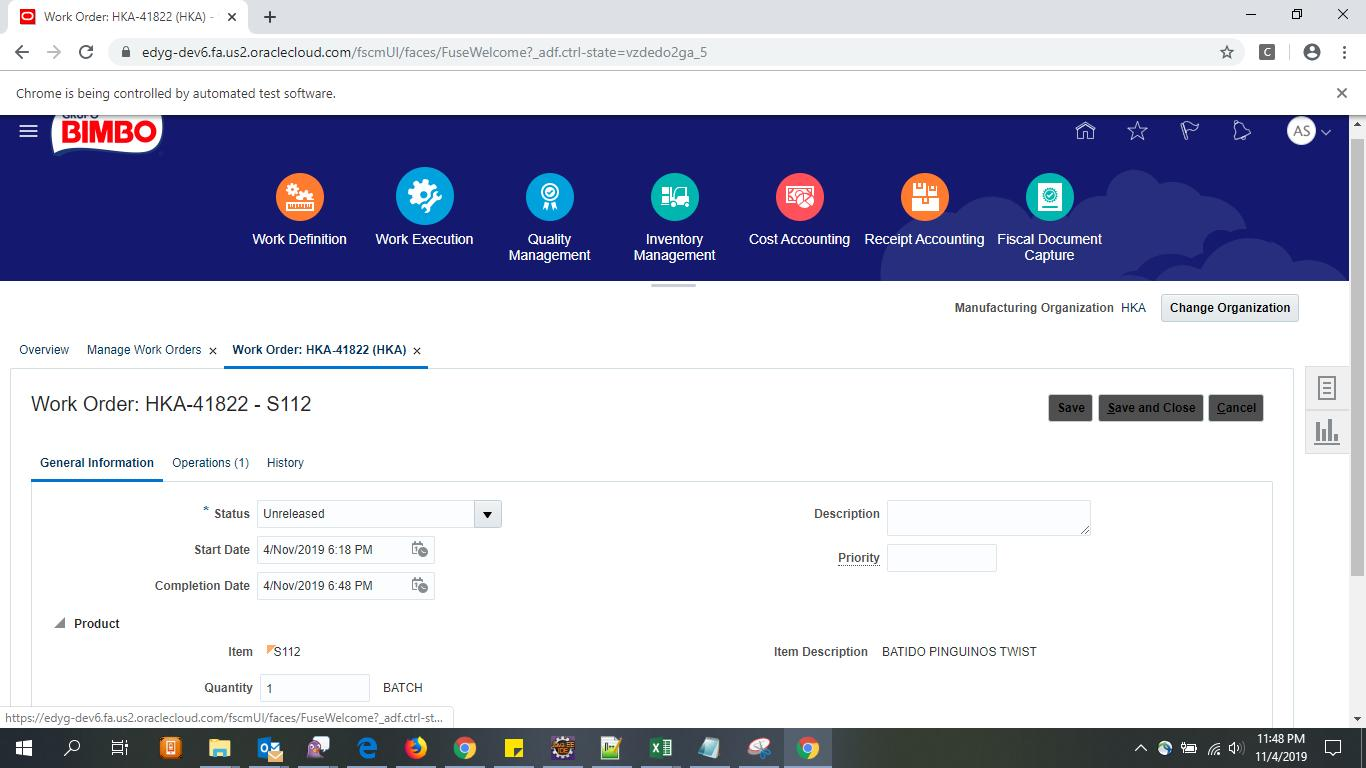 Work Order: HKA-41822 (HKA) -
edyg-dev6.fa.us2.oraclecloud.com/fscmUI/faces/FuseWelcome?_adf.ctrl-state=vzdedo2ga_5
Chrome is being controlled by automated test software.
GRUPO
BIMBO
AS
Work Definition
Work Execution
Quality
Management
Inventory
Management
Cost Accounting
Receipt Accounting
Fiscal Document
Capture
Manufacturing Organization HKA Change Organization
Overview Manage Work Orders Work Order: HKA-41822 (HKA)
Work Order: HKA-41822 - S112
Save Save and Close Cancel
General Information Operations (1) History
* Status Unreleased
Description
Start Date 4/Nov/2019 6:18 PM
Priority
Completion Date 4/Nov/2019 6:48 PM
Product
Item S112
Item Description BATIDO PINGUINOS TWIST
Quantity 1 BATCH
https://edyg-dev6.fa.us2.oraclecloud.com/fscmUI/faces/FuseWelcome?_adf.ctrl-st...
11:48 PM
11/4/2019